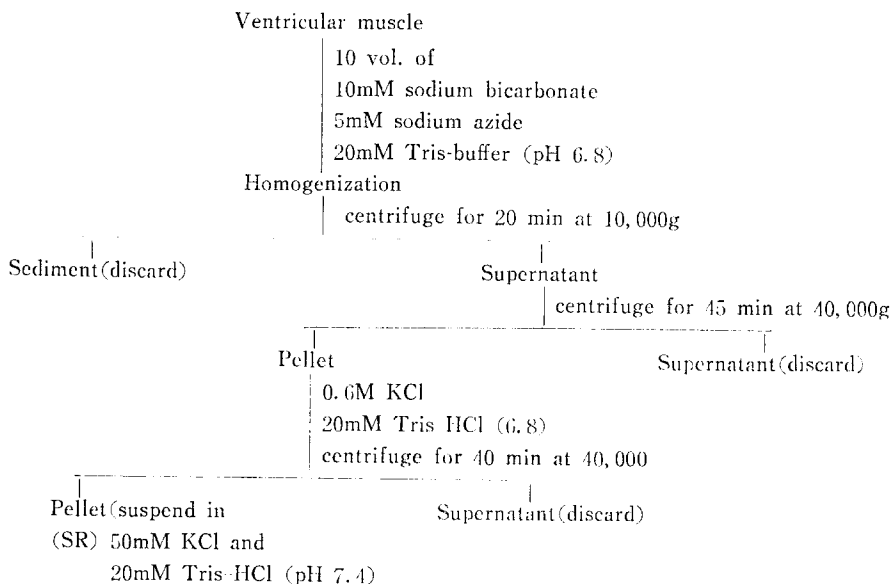 Ventricular muscle
10 vol. of
10mM sodium bicarbonate
5mM sodium azide
20mM Tris-buffer (pH 6.8)
Homogenization
centrifuge for 20 min at 10,000g
Sediment(discard)
Supernatant
centrifuge for 45 min at 40,000g
Pellet
Supernatant(discard)
0.6M KCl
20mM Tris HCl (6.8)
centrifuge for 40 min at 40,000
Pellet(suspend in
Supernatant(discard)
(SR) 50mM KCl and
20mM Tris-HCl (pH 7.4)